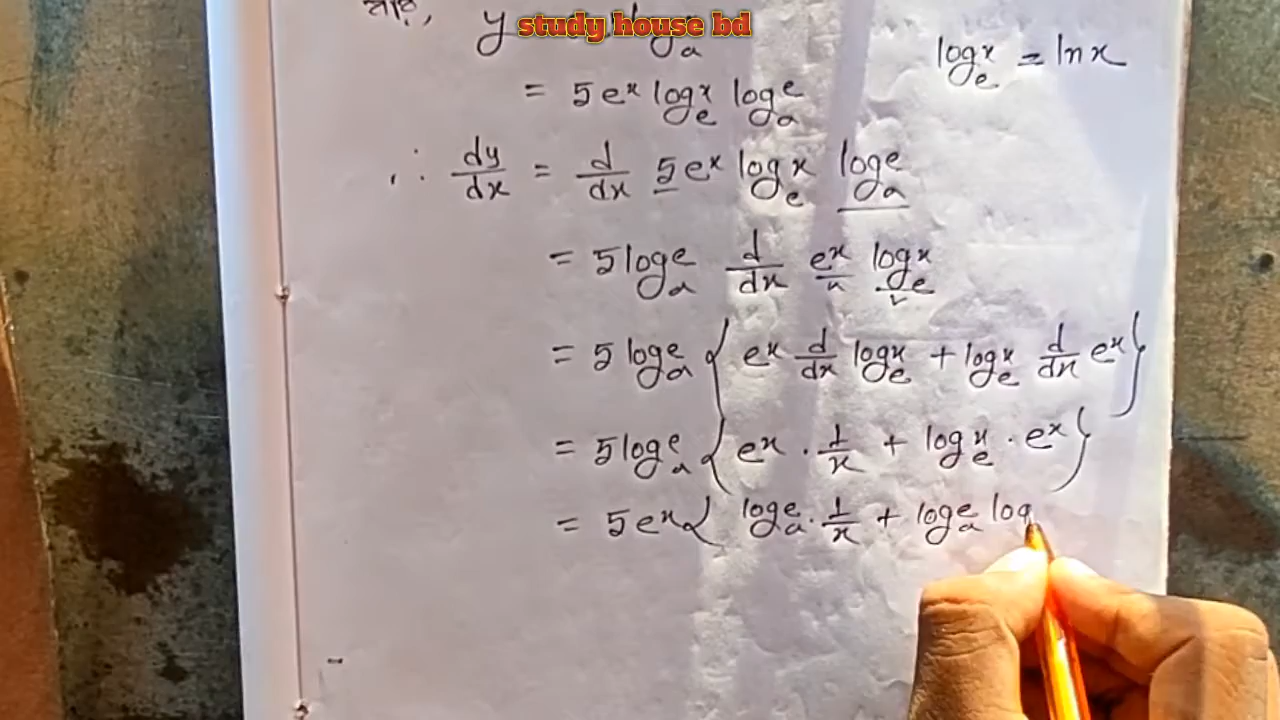 study house bd
ধরি, y log_a
log_e^x = ln x
= 5e^x log_e^x log_a^e
∴ dy/dx = d/dx 5e^x log_e^x log_a^e
= 5 log_a^e d/dx e^x log_e^x
u v
= 5 log_a^e { e^x d/dx log_e^x + log_e^x d/dx e^x }
= 5 log_a^e { e^x · 1/x + log_e^x · e^x }
= 5e^x { log_a^e · 1/x + log_a^e log